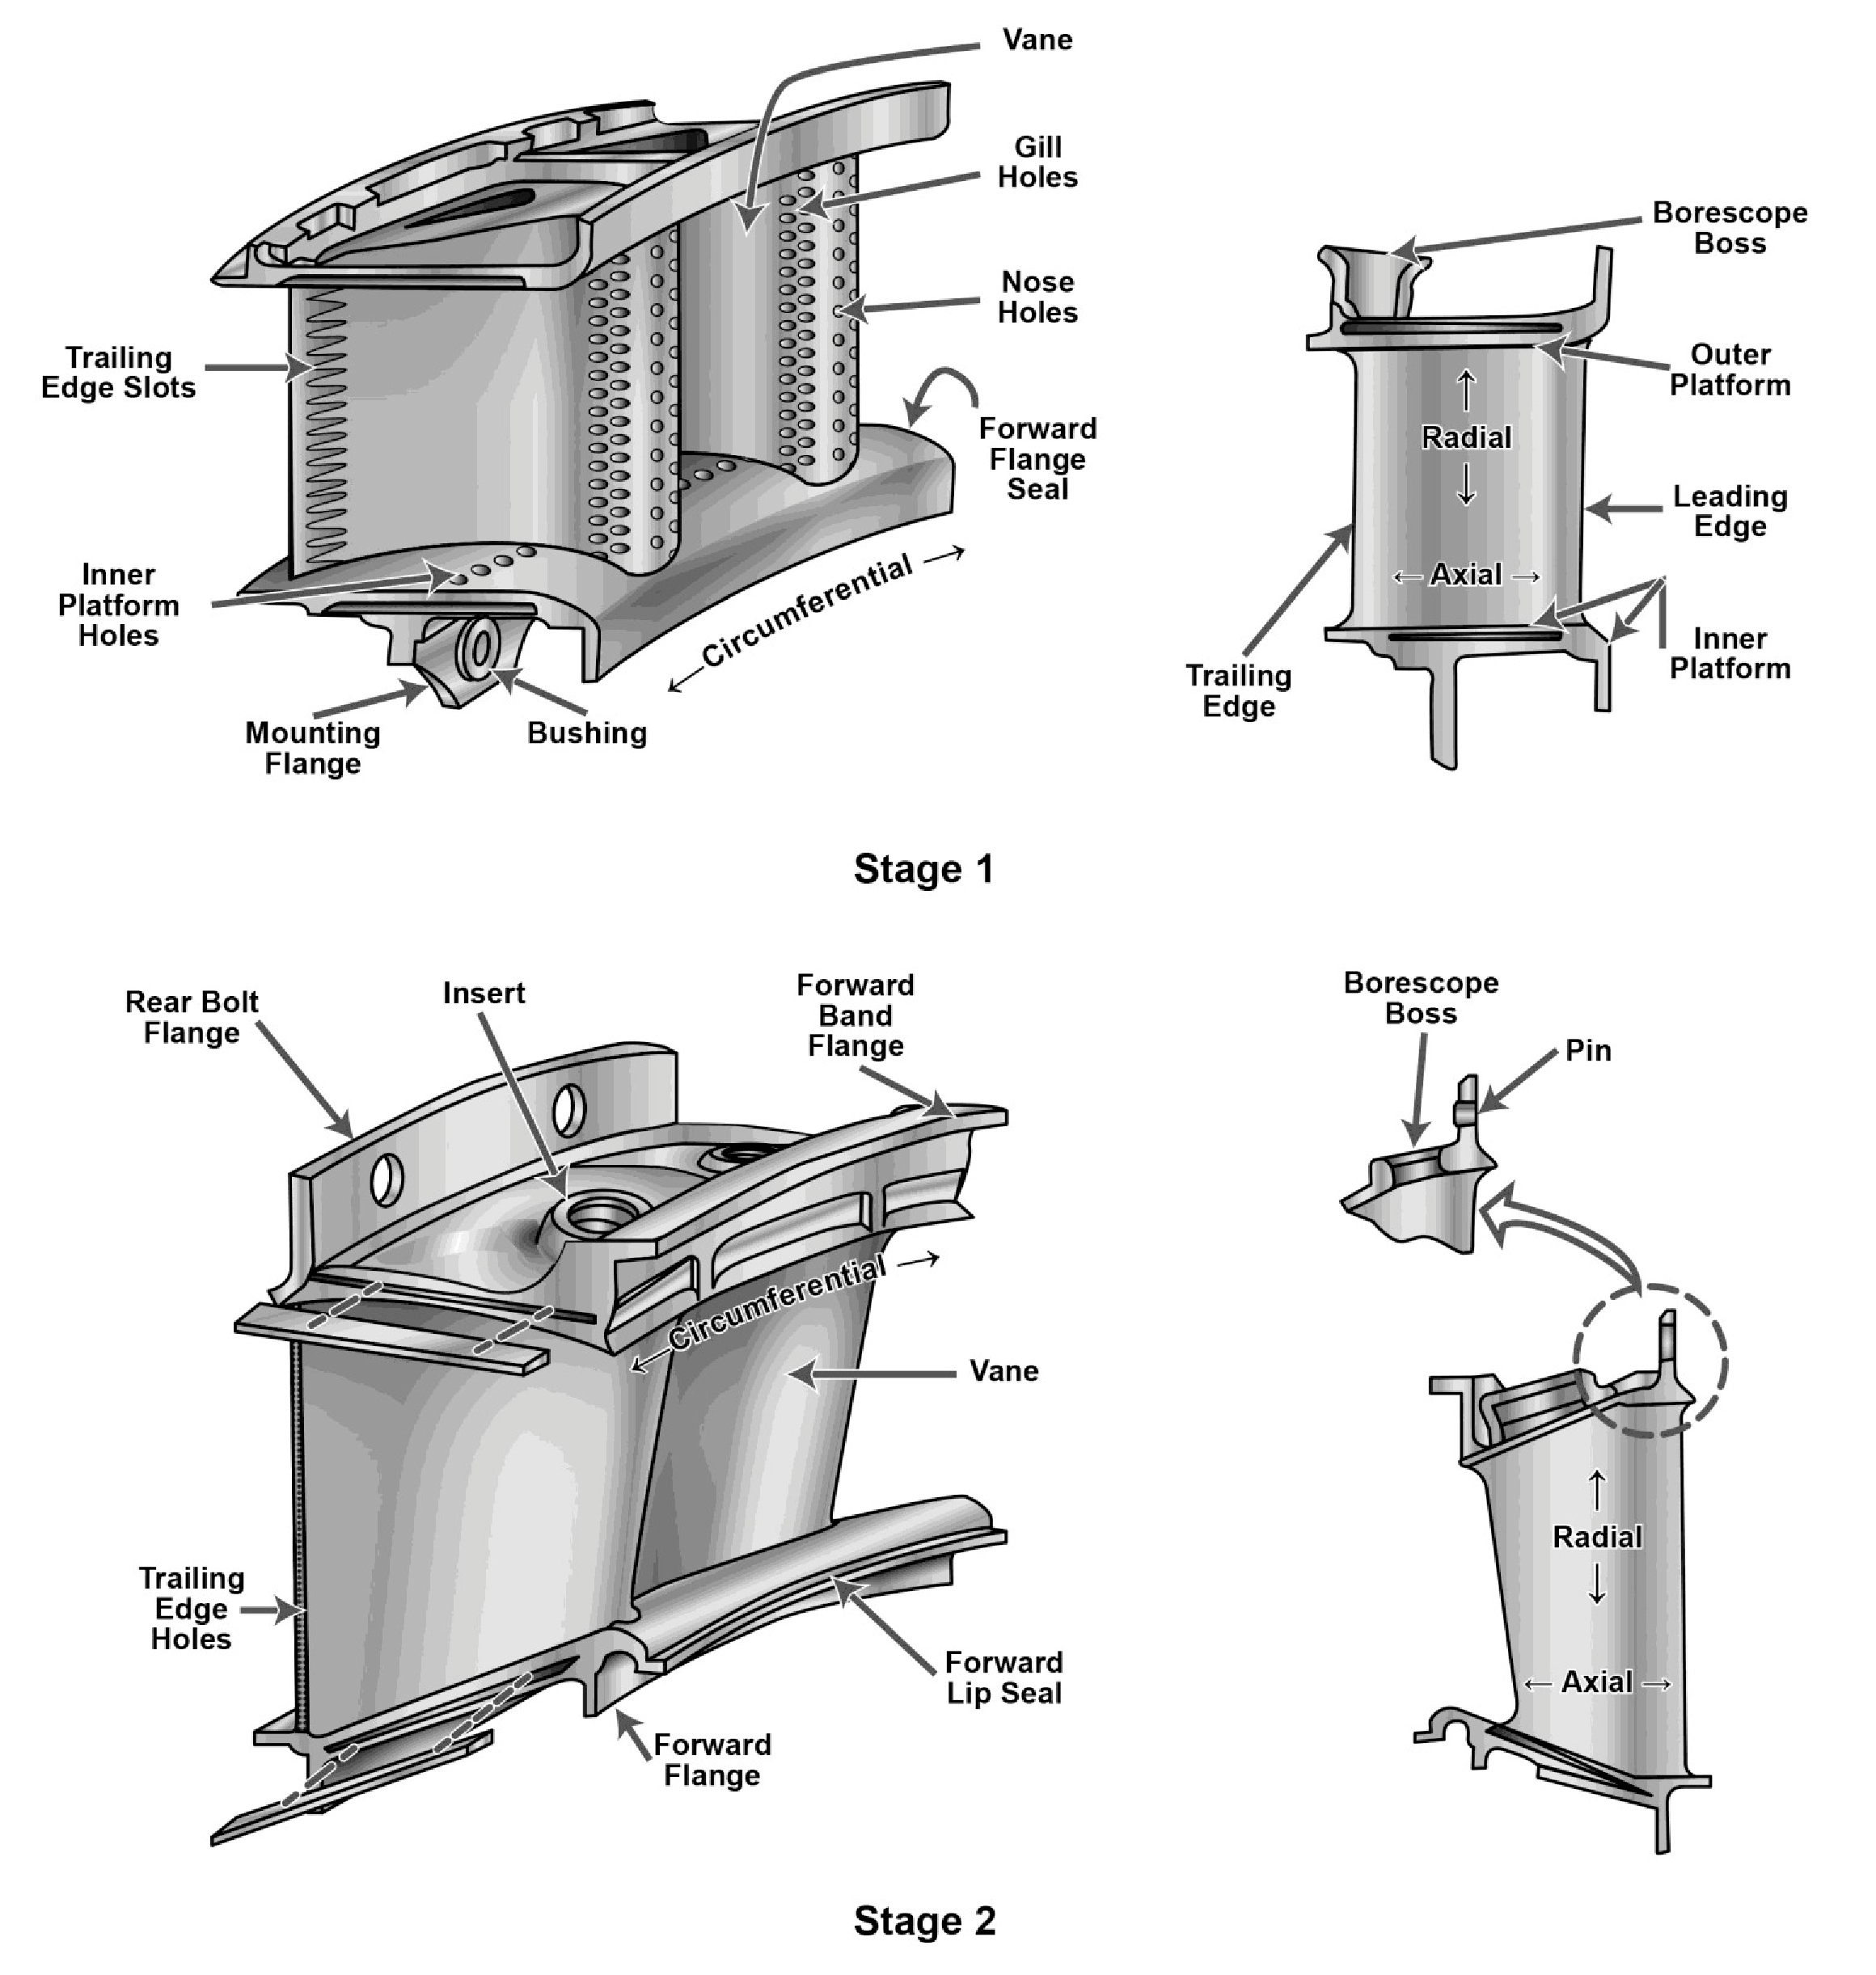 Vane
Gill
Holes
Nose
Holes
Trailing
Edge Slots
Forward
Flange
Seal
Inner
Platform
Holes
Circumferential
Mounting
Flange
Bushing
Borescope
Boss
Outer
Platform
Radial
Leading
Edge
Axial
Inner
Platform
Trailing
Edge
Stage 1
Rear Bolt
Flange
Insert
Forward
Band
Flange
Circumferential
Vane
Trailing
Edge
Holes
Forward
Lip Seal
Forward
Flange
Borescope
Boss
Pin
Radial
Axial
Stage 2